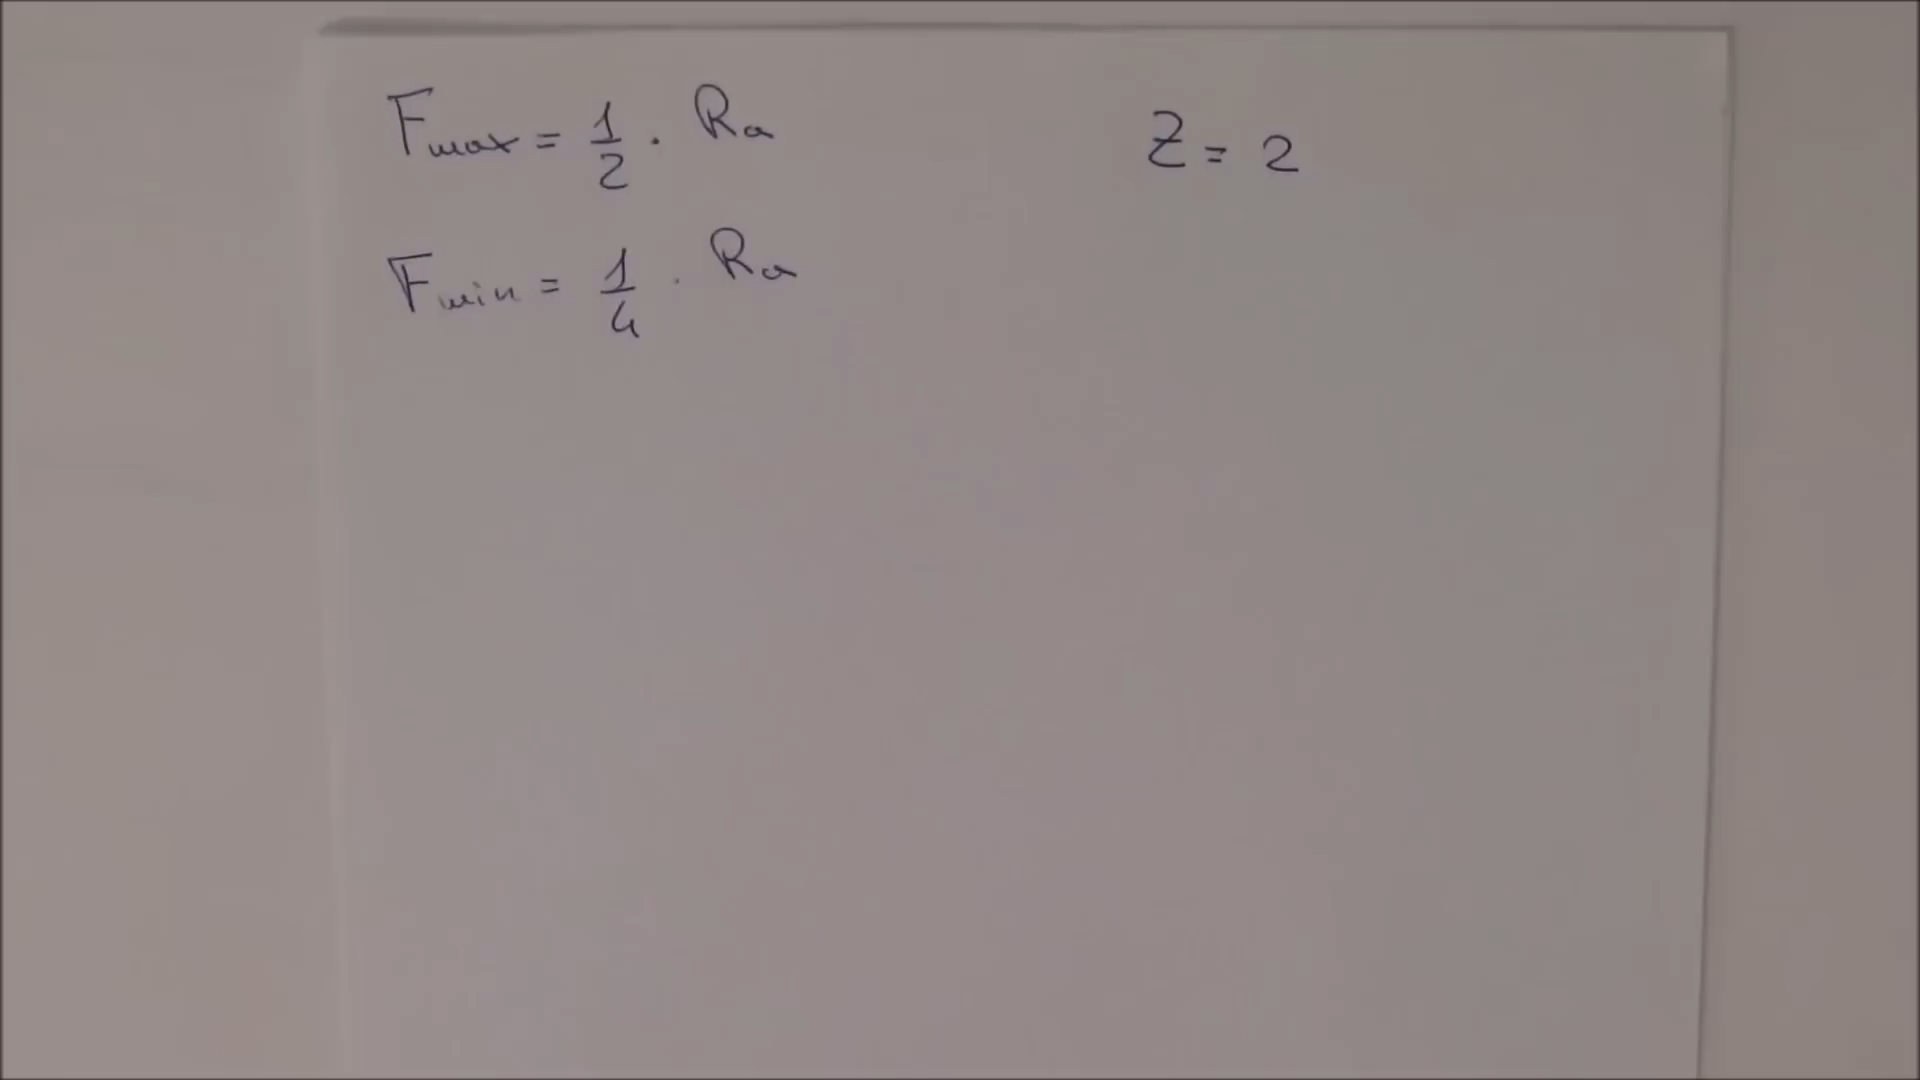 Fmax = 1/2 · Ra
Z = 2
Fmin = 1/4 · Ra